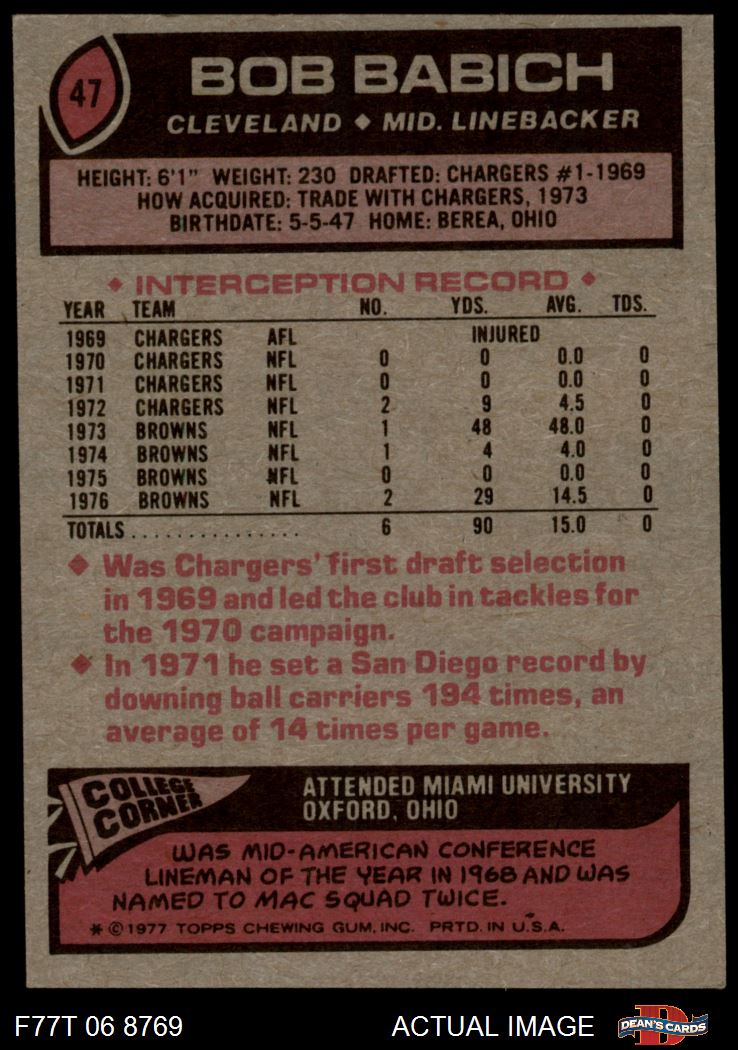 47
BOB BABICH
CLEVELAND ◆ MID. LINEBACKER
HEIGHT: 6'1" WEIGHT: 230 DRAFTED: CHARGERS #1-1969
HOW ACQUIRED: TRADE WITH CHARGERS, 1973
BIRTHDATE: 5-5-47 HOME: BEREA, OHIO
◆ INTERCEPTION RECORD ◆
YEAR TEAM NO. YDS. AVG. TDS.
1969 CHARGERS AFL INJURED
1970 CHARGERS NFL 0 0 0.0 0
1971 CHARGERS NFL 0 0 0.0 0
1972 CHARGERS NFL 2 9 4.5 0
1973 BROWNS NFL 1 48 48.0 0
1974 BROWNS NFL 1 4 4.0 0
1975 BROWNS NFL 0 0 0.0 0
1976 BROWNS NFL 2 29 14.5 0
TOTALS................ 6 90 15.0 0
◆ Was Chargers' first draft selection
in 1969 and led the club in tackles for
the 1970 campaign.
◆ In 1971 he set a San Diego record by
downing ball carriers 194 times, an
average of 14 times per game.
COLLEGE
CORNER
ATTENDED MIAMI UNIVERSITY
OXFORD, OHIO
WAS MID-AMERICAN CONFERENCE
LINEMAN OF THE YEAR IN 1968 AND WAS
NAMED TO MAC SQUAD TWICE.
* © 1977 TOPPS CHEWING GUM, INC. PRTD. IN U.S.A.
F77T 06 8769 ACTUAL IMAGE
D
DEAN'S CARDS